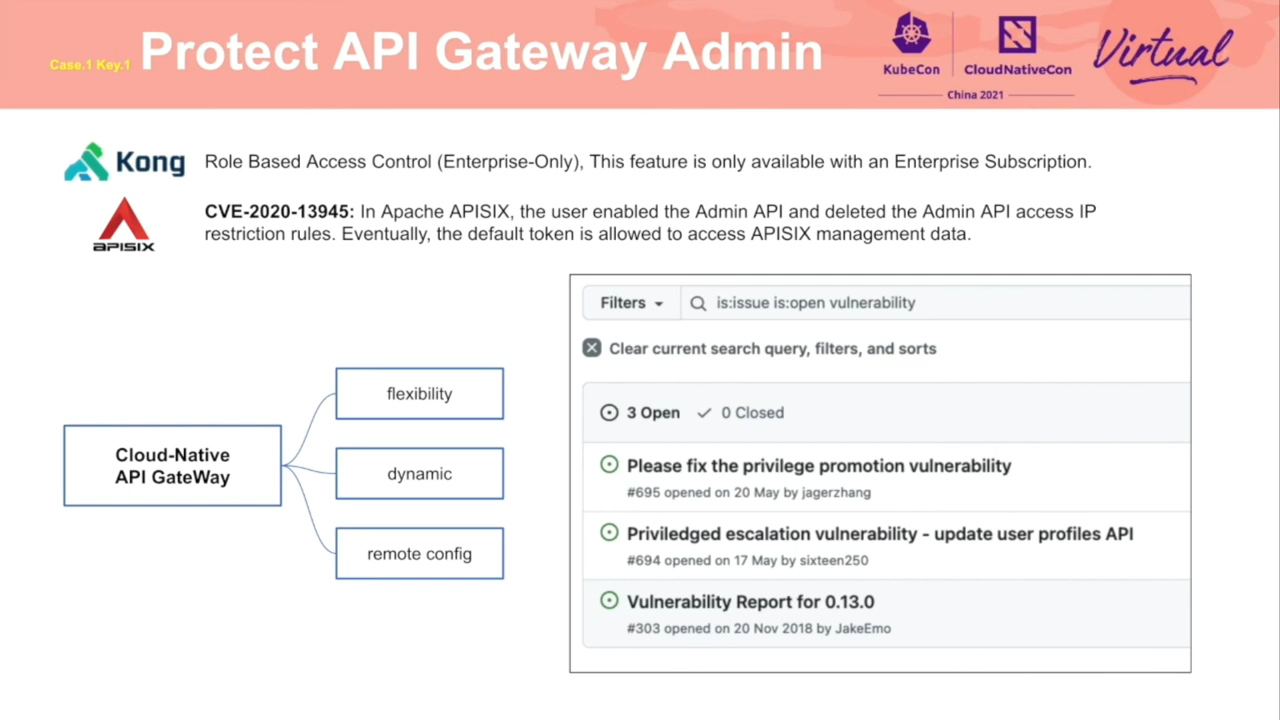 Case.1 Key.1 Protect API Gateway Admin
KubeCon
CloudNativeCon
China 2021
Virtual
Kong
Role Based Access Control (Enterprise-Only), This feature is only available with an Enterprise Subscription.
APISIX
CVE-2020-13945: In Apache APISIX, the user enabled the Admin API and deleted the Admin API access IP
restriction rules. Eventually, the default token is allowed to access APISIX management data.
Cloud-Native
API GateWay
flexibility
dynamic
remote config
Filters
is:issue is:open vulnerability
Clear current search query, filters, and sorts
3 Open 0 Closed
Please fix the privilege promotion vulnerability
#695 opened on 20 May by jagerzhang
Priviledged escalation vulnerability - update user profiles API
#694 opened on 17 May by sixteen250
Vulnerability Report for 0.13.0
#303 opened on 20 Nov 2018 by JakeEmo